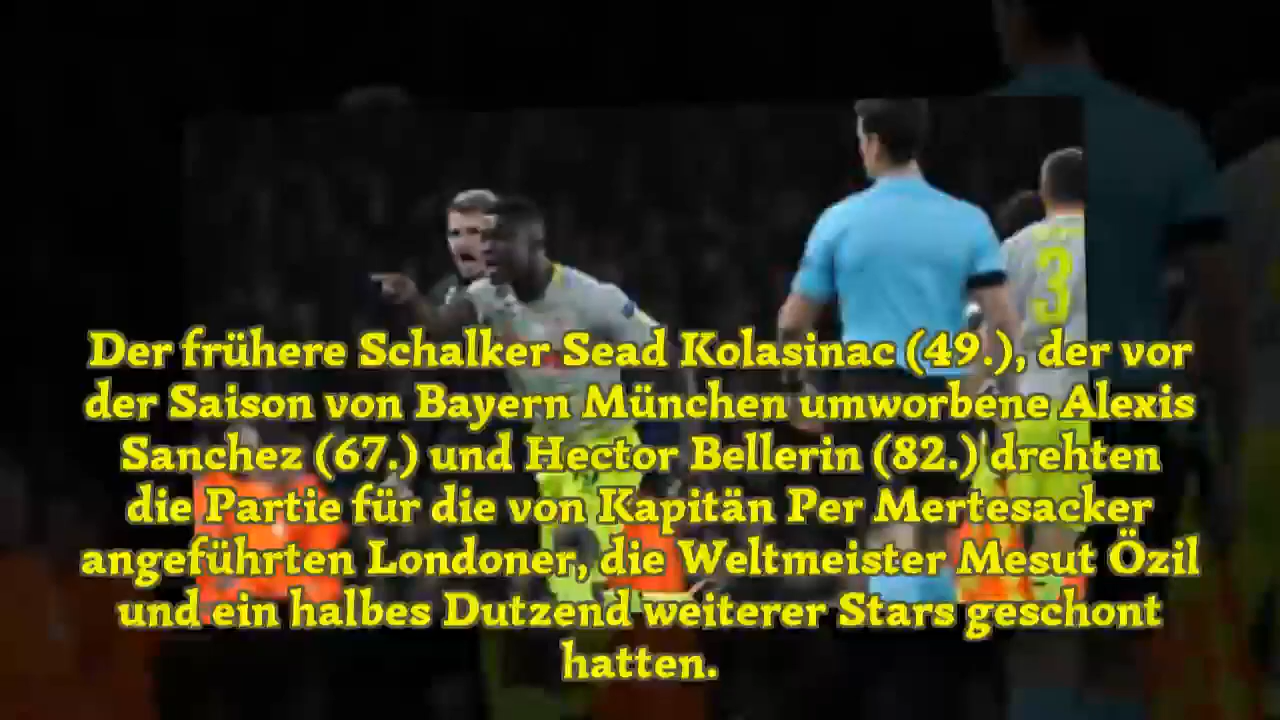 3
Der frühere Schalker Sead Kolasinac (49.), der vor
der Saison von Bayern München umworbene Alexis
Sanchez (67.) und Hector Bellerin (82.) drehten
die Partie für die von Kapitän Per Mertesacker
angeführten Londoner, die Weltmeister Mesut Özil
und ein halbes Dutzend weiterer Stars geschont
hatten.